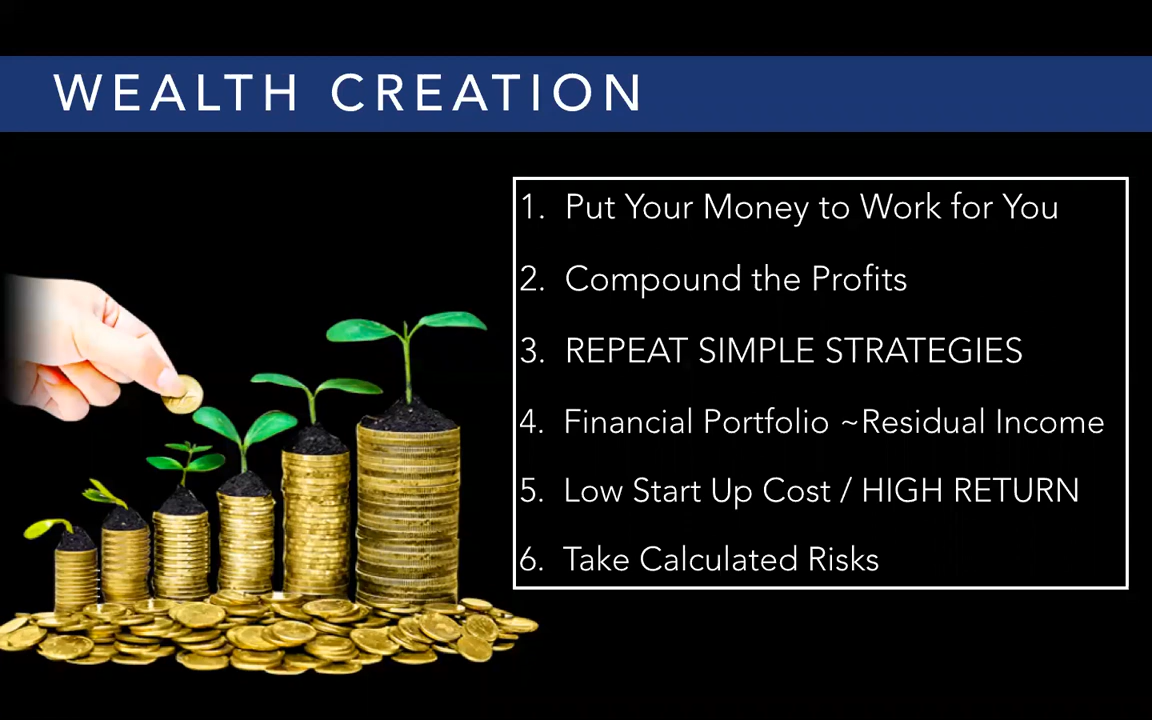 WEALTH CREATION
1. Put Your Money to Work for You
2. Compound the Profits
3. REPEAT SIMPLE STRATEGIES
4. Financial Portfolio ~Residual Income
5. Low Start Up Cost / HIGH RETURN
6. Take Calculated Risks